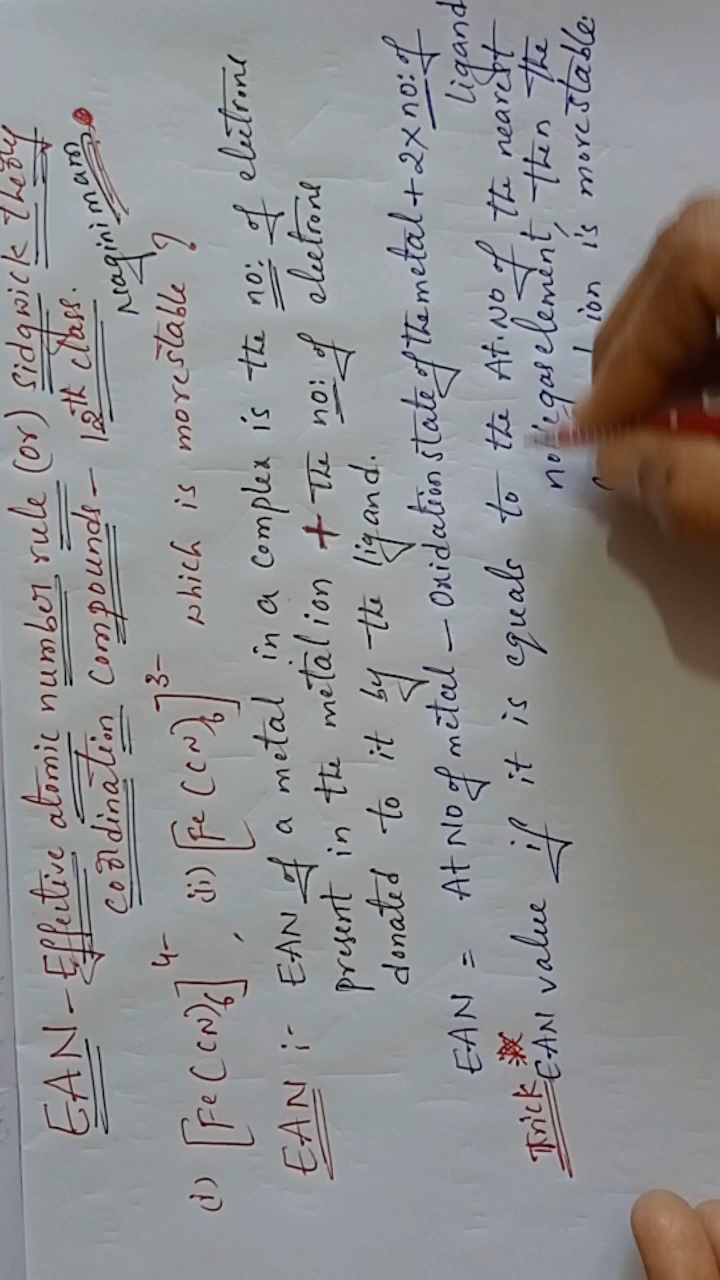 EAN - Effective atomic number rule (or) sidgwick theory
coordination compounds - 12th class.
Nagini mam
(i) [Fe(CN)6]4- , (ii) [Fe(CN)6]3- which is more stable ?
EAN :- EAN of a metal in a complex is the no: of electrons
present in the metal ion + the no: of electrons
donated to it by the ligand.
EAN = At No of metal - Oxidation state of the metal + 2 x no: of
ligand
Trick EAN value if it is equals to the At. No of the nearest
gas element, then the
ion is more stable.